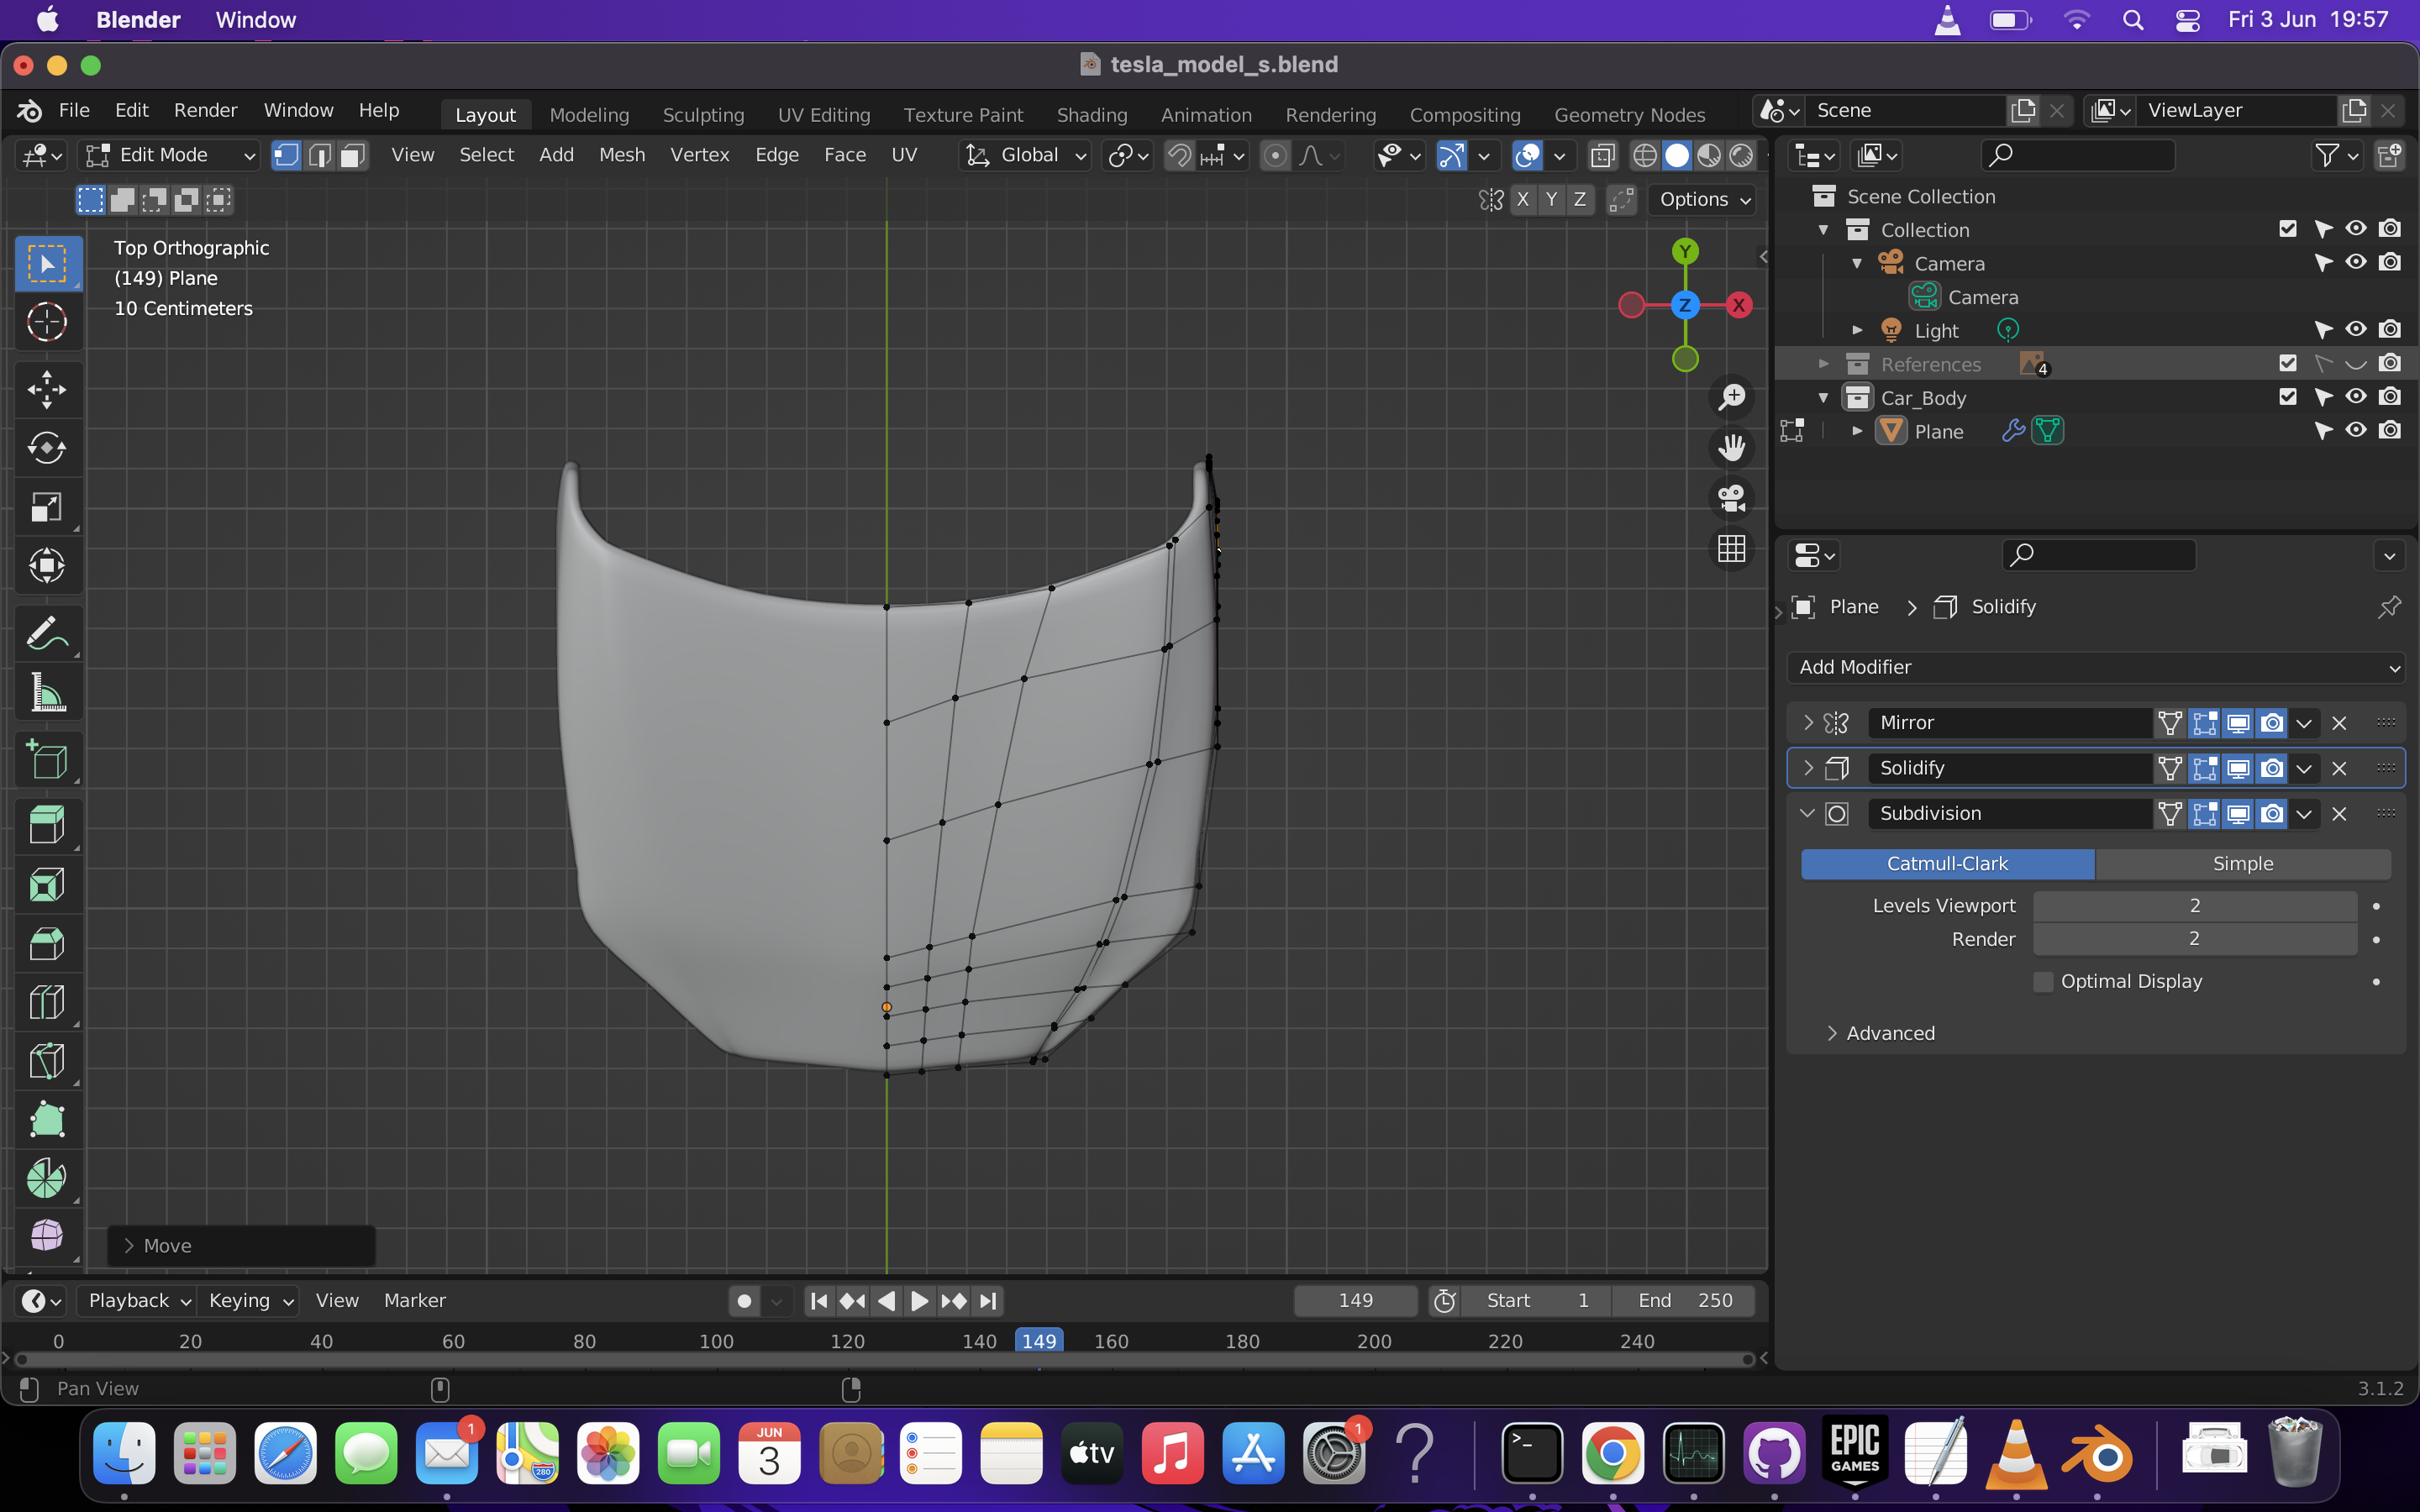 Blender Window Fri 3 Jun 19:57
tesla_model_s.blend
File Edit Render Window Help Layout Modeling Sculpting UV Editing Texture Paint Shading Animation Rendering Compositing Geometry Nodes Scene ViewLayer
Edit Mode View Select Add Mesh Vertex Edge Face UV Global
X Y Z Options
Top Orthographic
(149) Plane
10 Centimeters
Y
Z X
Scene Collection
Collection
Camera
Camera
Light
References 4
Car_Body
Plane
Plane Solidify
Add Modifier
Mirror
Solidify
Subdivision
Catmull-Clark Simple
Levels Viewport 2
Render 2
Optimal Display
Advanced
Move
Playback Keying View Marker 149 Start 1 End 250
0 20 40 60 80 100 120 140 149 160 180 200 220 240
Pan View 3.1.2
1 280 JUN 3 tv 1 ? >_ EPIC GAMES